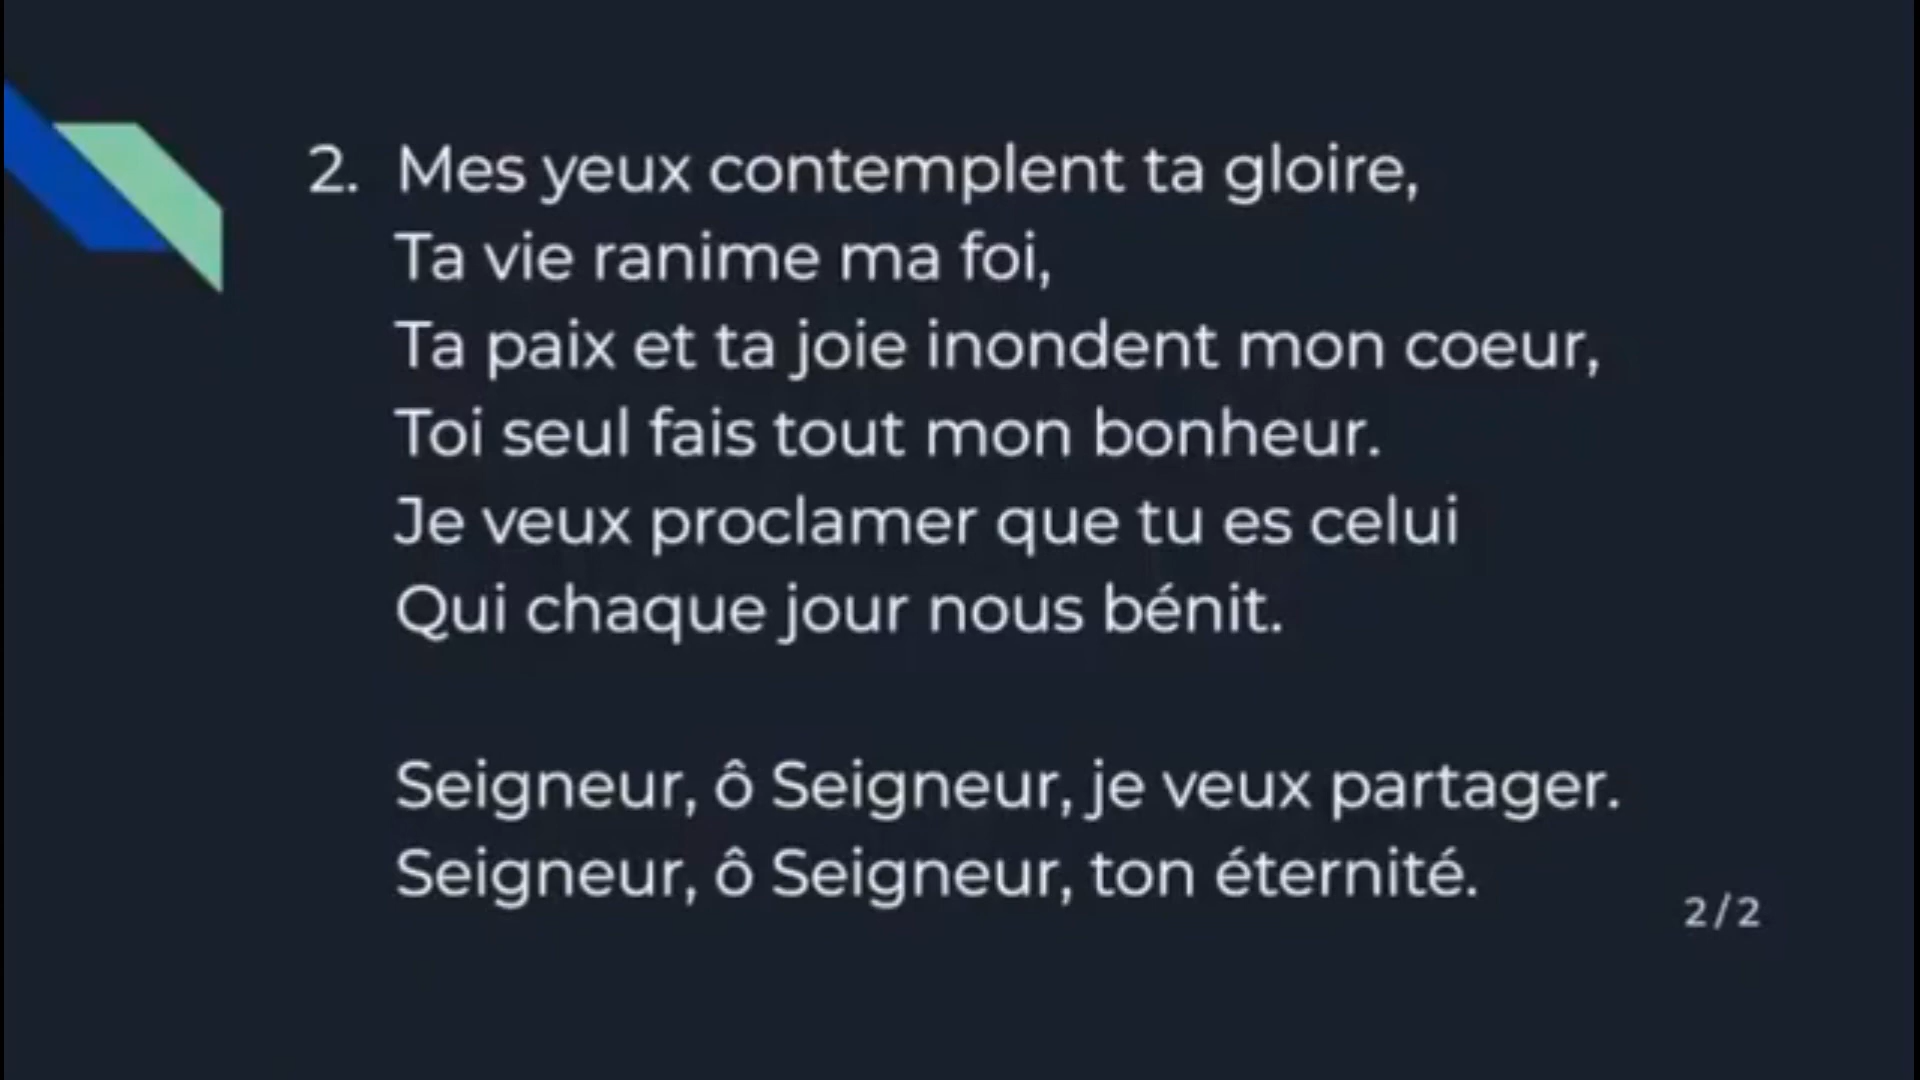 2. Mes yeux contemplent ta gloire,
Ta vie ranime ma foi,
Ta paix et ta joie inondent mon coeur,
Toi seul fais tout mon bonheur.
Je veux proclamer que tu es celui
Qui chaque jour nous bénit.
Seigneur, ô Seigneur, je veux partager.
Seigneur, ô Seigneur, ton éternité.
2/2